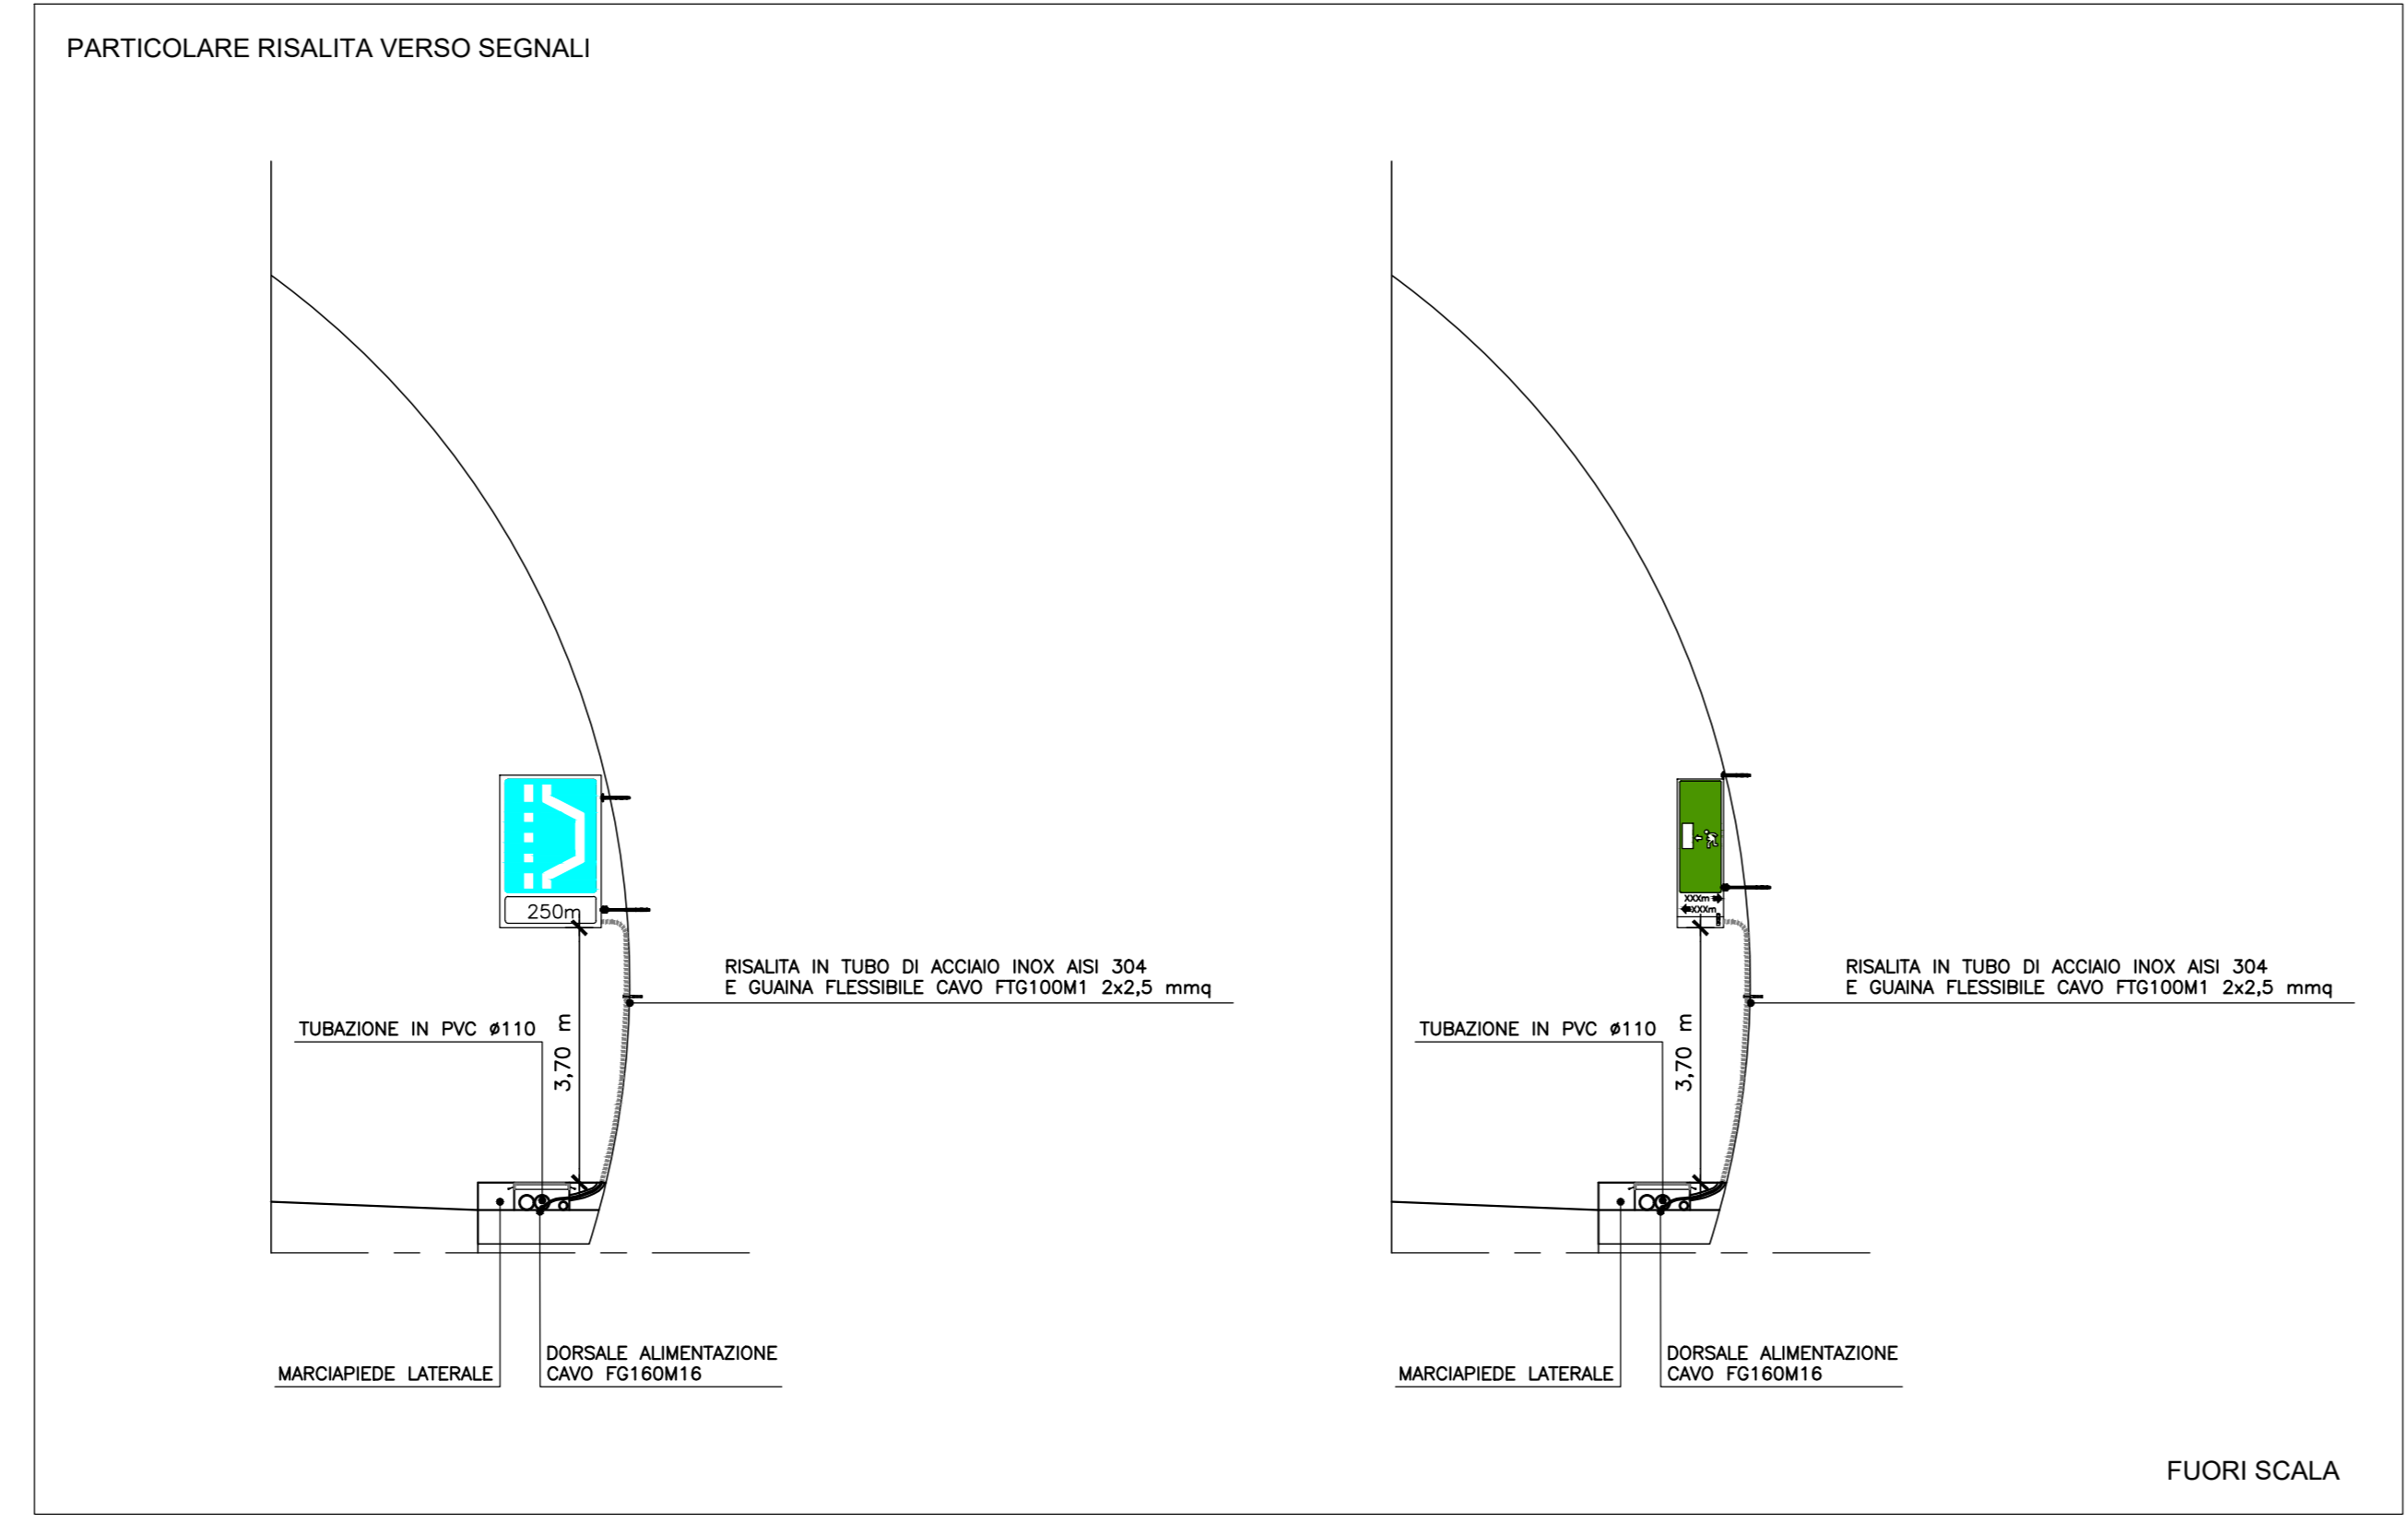 PARTICOLARE RISALITA VERSO SEGNALI
250m
RISALITA IN TUBO DI ACCIAIO INOX AISI 304
E GUAINA FLESSIBILE CAVO FTG100M1 2x2,5 mmq
TUBAZIONE IN PVC ø110
3,70 m
MARCIAPIEDE LATERALE
DORSALE ALIMENTAZIONE
CAVO FG160M16
XXXm
XXXm
RISALITA IN TUBO DI ACCIAIO INOX AISI 304
E GUAINA FLESSIBILE CAVO FTG100M1 2x2,5 mmq
TUBAZIONE IN PVC ø110
3,70 m
MARCIAPIEDE LATERALE
DORSALE ALIMENTAZIONE
CAVO FG160M16
FUORI SCALA